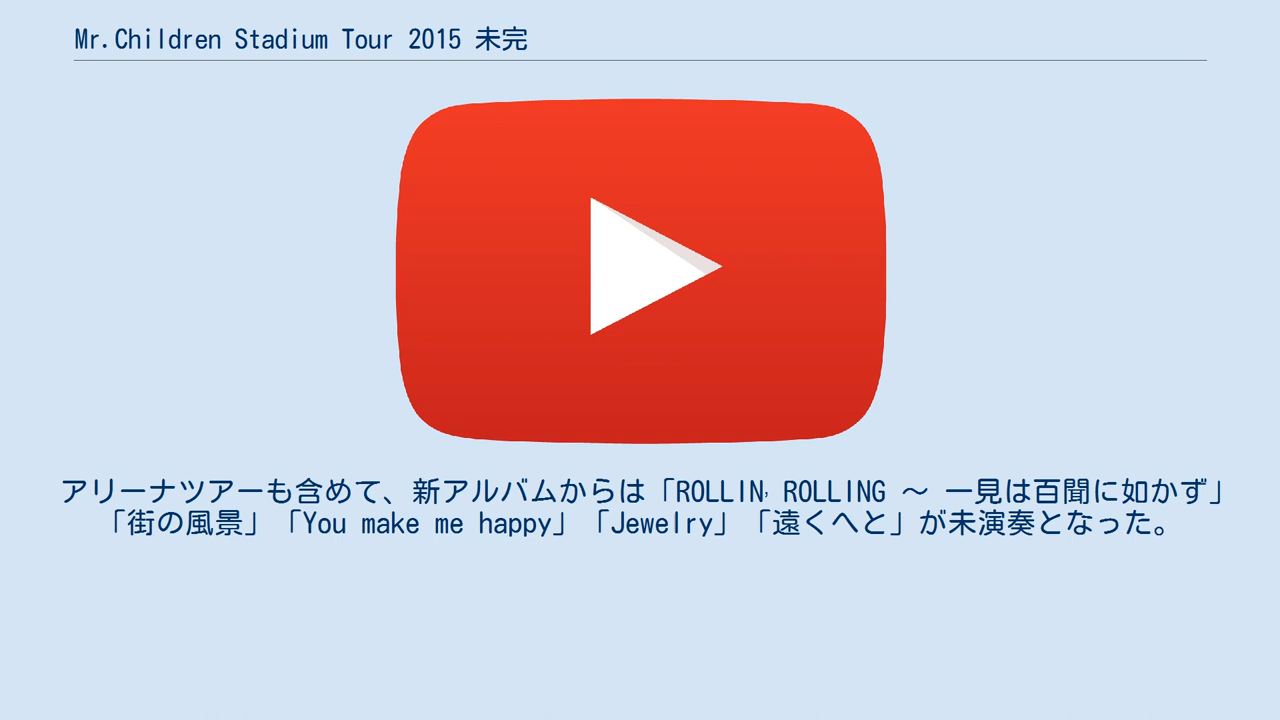 Mr.Children Stadium Tour 2015 未完
アリーナツアーも含めて、新アルバムからは「ROLLIN' ROLLING 〜 一見は百聞に如かず」
「街の風景」「You make me happy」「Jewelry」「遠くへと」が未演奏となった。